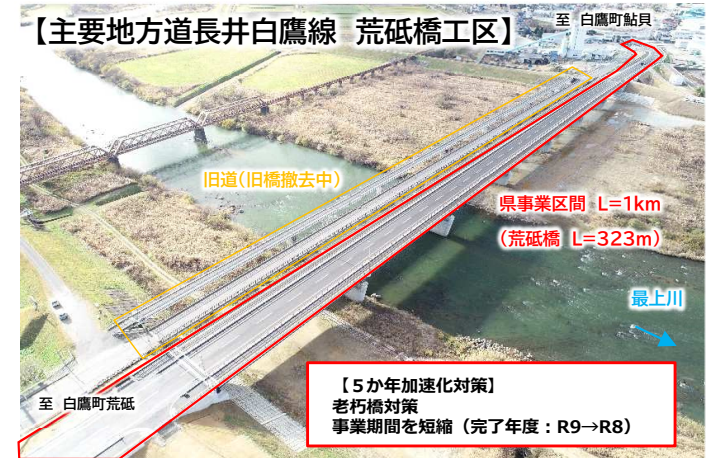 【主要地方道長井白鷹線 荒砥橋工区】
至 白鷹町鮎貝
旧道(旧橋撤去中)
県事業区間 L=1km
(荒砥橋 L=323m)
最上川
至 白鷹町荒砥
【５か年加速化対策】
老朽橋対策
事業期間を短縮（完了年度：R9→R8）